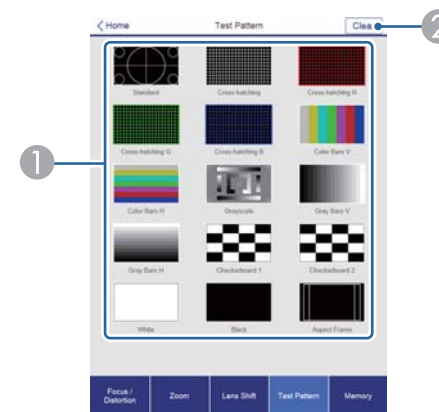 Home Test Pattern Clea
2
Standard Cross-hatching Cross-hatching R
1
Cross-hatching G Cross-hatching B Color Bars V
Color Bars H Grayscale Gray Bars V
Gray Bars H Checkerboard 1 Checkerboard 2
White Black Aspect Frame
Focus /
Distortion Zoom Lens Shift Test Pattern Memory